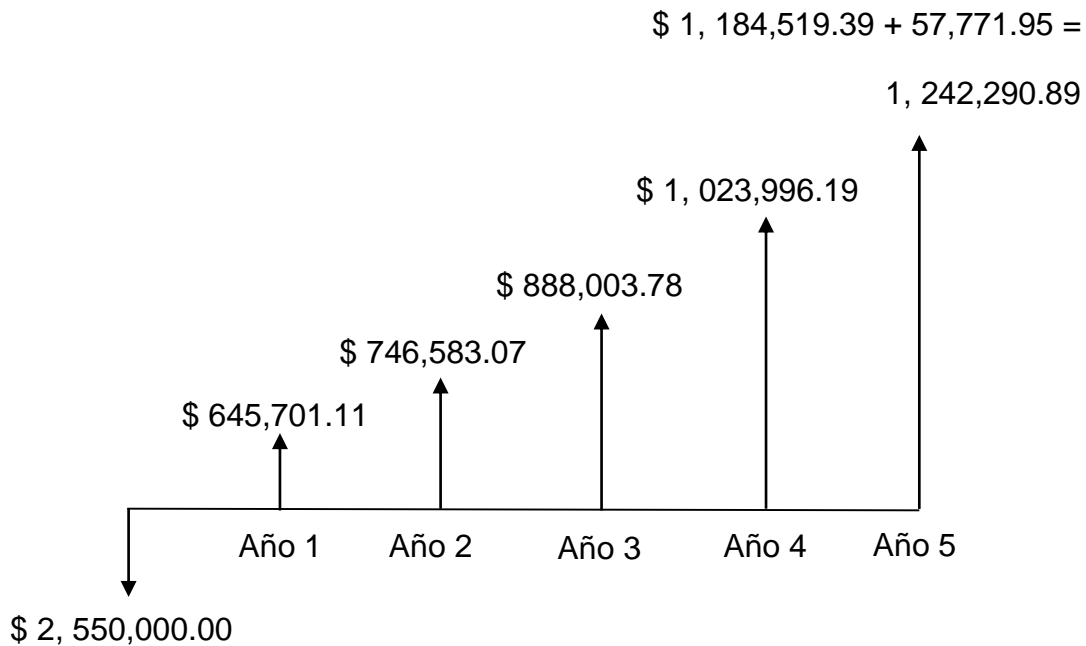 $ 1, 184,519.39 + 57,771.95 =
1, 242,290.89
$ 1, 023,996.19
$ 888,003.78
$ 746,583.07
$ 645,701.11
Año 1 Año 2 Año 3 Año 4 Año 5
$ 2, 550,000.00